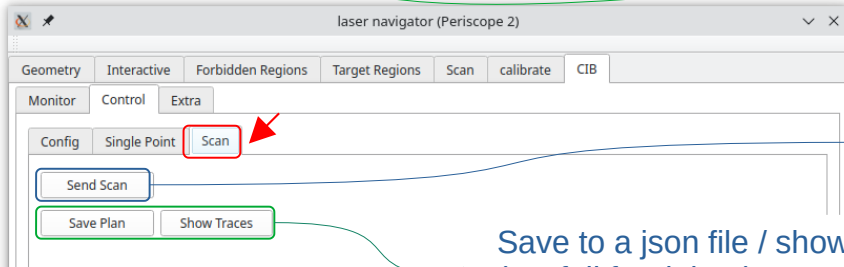 laser navigator (Periscope 2)
Geometry Interactive Forbidden Regions Target Regions Scan calibrate CIB
Monitor Control Extra
Config Single Point Scan
Send Scan
Save Plan Show Traces
Save to a json file / show